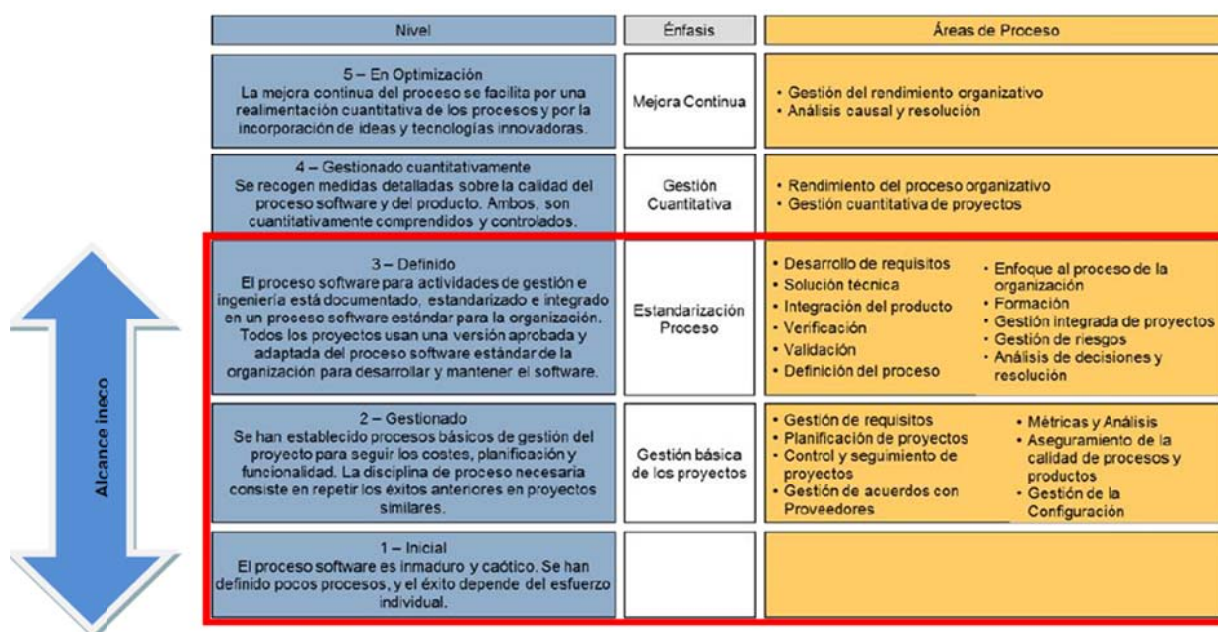 Nivel
Énfasis
Áreas de Proceso
5 – En Optimización
La mejora continua del proceso se facilita por una
realimentación cuantitativa de los procesos y por la
incorporación de ideas y tecnologías innovadoras.
Mejora Continua
• Gestión del rendimiento organizativo
• Análisis causal y resolución
4 – Gestionado cuantitativamente
Se recogen medidas detalladas sobre la calidad del
proceso software y del producto. Ambos, son
cuantitativamente comprendidos y controlados.
Gestión
Cuantitativa
• Rendimiento del proceso organizativo
• Gestión cuantitativa de proyectos
Alcance ineco
3 – Definido
El proceso software para actividades de gestión e
ingeniería está documentado, estandarizado e integrado
en un proceso software estándar para la organización.
Todos los proyectos usan una versión aprobada y
adaptada del proceso software estándar de la
organización para desarrollar y mantener el software.
Estandarización
Proceso
• Desarrollo de requisitos
• Solución técnica
• Integración del producto
• Verificación
• Validación
• Definición del proceso
• Enfoque al proceso de la
organización
• Formación
• Gestión integrada de proyectos
• Gestión de riesgos
• Análisis de decisiones y
resolución
2 – Gestionado
Se han establecido procesos básicos de gestión del
proyecto para seguir los costes, planificación y
funcionalidad. La disciplina de proceso necesaria
consiste en repetir los éxitos anteriores en proyectos
similares.
Gestión básica
de los proyectos
• Gestión de requisitos
• Planificación de proyectos
• Control y seguimiento de
proyectos
• Gestión de acuerdos con
Proveedores
• Métricas y Análisis
• Aseguramiento de la
calidad de procesos y
productos
• Gestión de la
Configuración
1 – Inicial
El proceso software es inmaduro y caótico. Se han
definido pocos procesos, y el éxito depende del esfuerzo
individual.